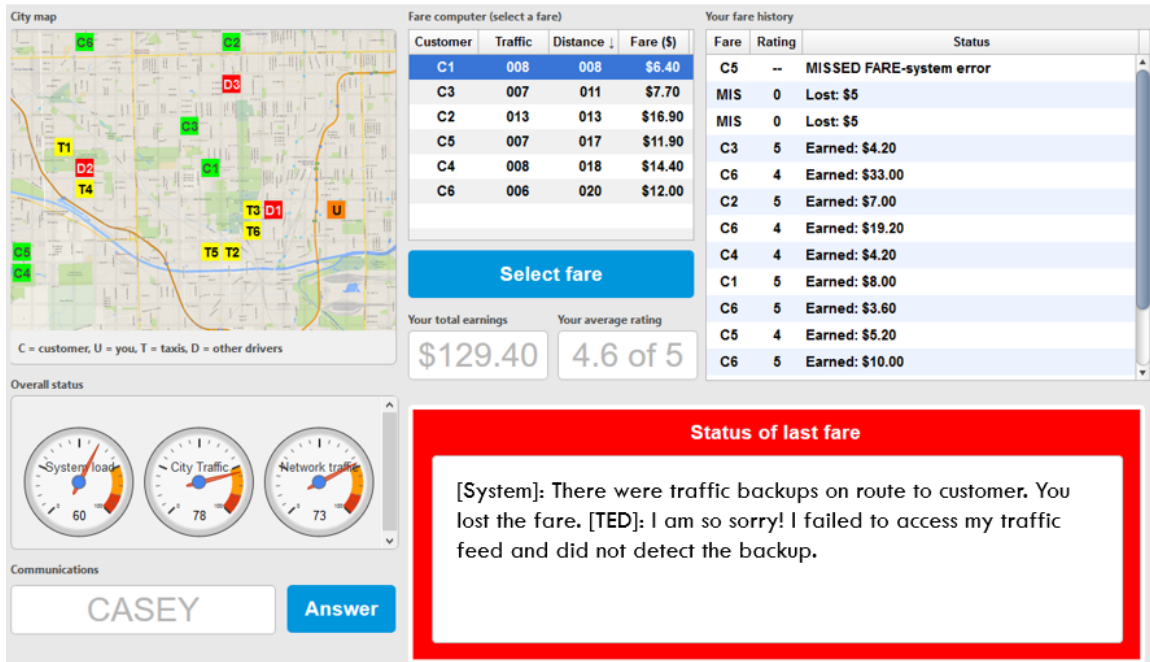 City map
C6
C2
D3
C3
T1
D2
C1
T4
T3 D1
U
T6
C5
T5 T2
C4
C = customer, U = you, T = taxis, D = other drivers
Overall status
System load
60
City Traffic
78
Network traffic
73
Communications
CASEY
Answer
Fare computer (select a fare)
Customer Traffic Distance ↓ Fare ($)
C1 008 008 $6.40
C3 007 011 $7.70
C2 013 013 $16.90
C5 007 017 $11.90
C4 008 018 $14.40
C6 006 020 $12.00
Select fare
Your total earnings
$129.40
Your average rating
4.6 of 5
Your fare history
Fare Rating Status
C5 -- MISSED FARE-system error
MIS 0 Lost: $5
MIS 0 Lost: $5
C3 5 Earned: $4.20
C6 4 Earned: $33.00
C2 5 Earned: $7.00
C6 4 Earned: $19.20
C4 4 Earned: $4.20
C1 5 Earned: $8.00
C6 5 Earned: $3.60
C5 4 Earned: $5.20
C6 5 Earned: $10.00
Status of last fare
[System]: There were traffic backups on route to customer. You
lost the fare. [TED]: I am so sorry! I failed to access my traffic
feed and did not detect the backup.